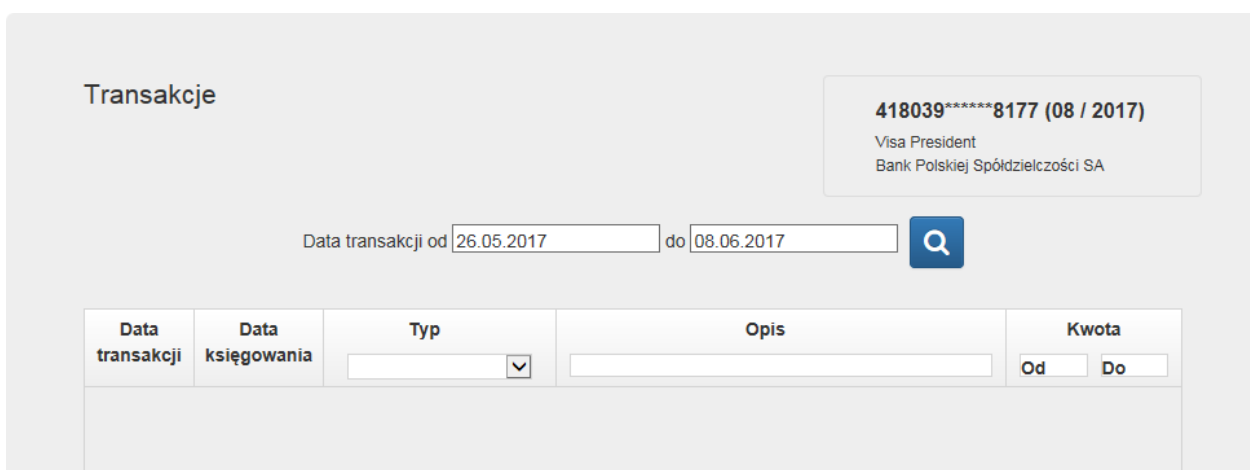 Transakcje
418039******8177 (08 / 2017)
Visa President
Bank Polskiej Spółdzielczości SA
Data transakcji od 26.05.2017 do 08.06.2017
Data transakcji Data księgowania Typ Opis Kwota
Od Do